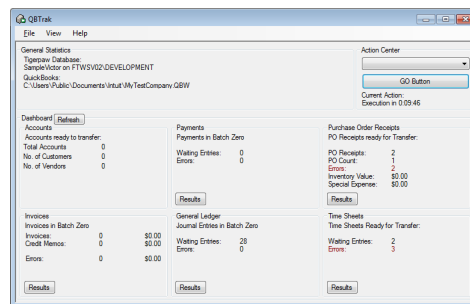 QBTrak
File View Help
General Statistics
Tigerpaw Database:
SampleVictor on FTWSV02\DEVELOPMENT
QuickBooks:
C:\Users\Public\Documents\Intuit\MyTestCompany.QBW
Action Center
GO Button
Current Action:
Execution in 0:09:46
Dashboard Refresh
Accounts
Accounts ready to transfer:
Total Accounts 0
No. of Customers 0
No. of Vendors 0
Payments
Payments in Batch Zero
Waiting Entries: 0
Errors: 0
Results
Purchase Order Receipts
PO Receipts ready for Transfer:
PO Receipts: 2
PO Count: 1
Errors: 2
Inventory Value: $0.00
Special Expense: $0.00
Results
Invoices
Invoices in Batch Zero
Invoices: 0 $0.00
Credit Memos: 0 $0.00
Errors: 0 $0.00
Results
General Ledger
Journal Entries in Batch Zero
Waiting Entries: 28
Errors: 0
Results
Time Sheets
Time Sheets Ready for Transfer:
Waiting Entries: 2
Errors: 3
Results